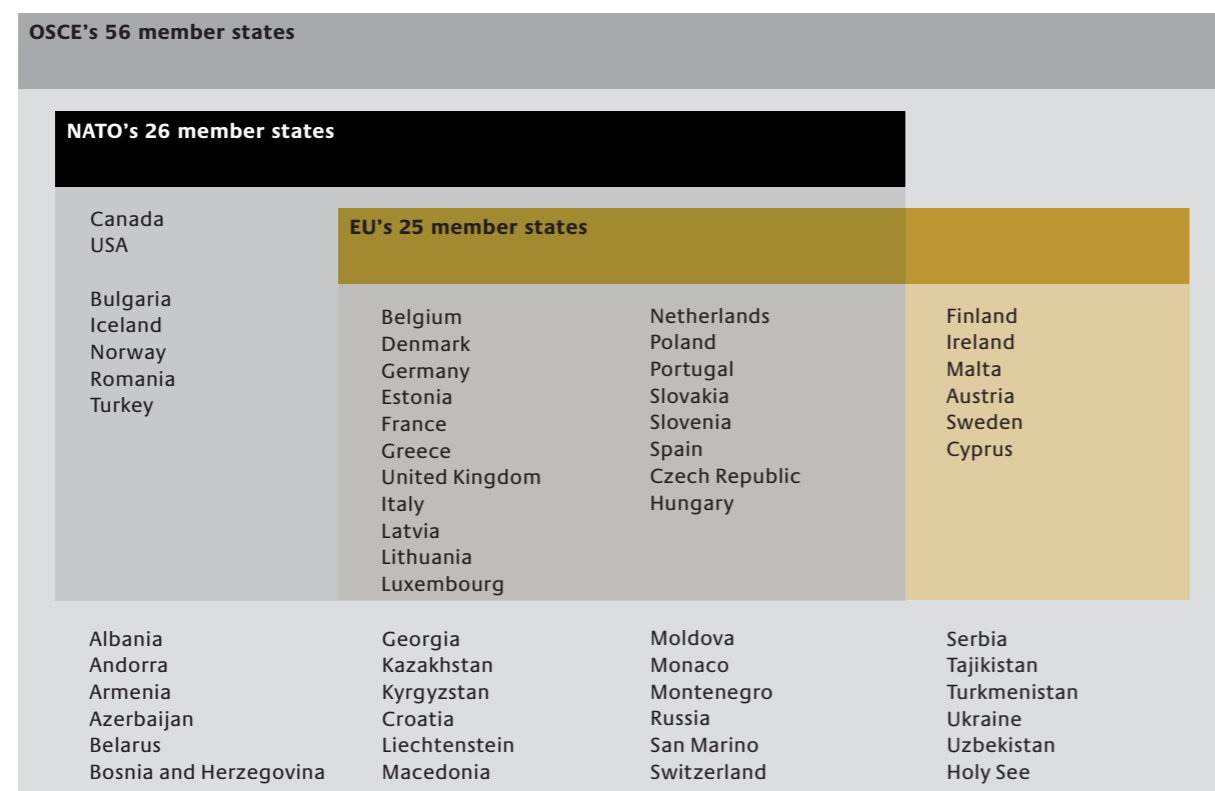 OSCE's 56 member states
NATO's 26 member states
Canada
USA
Bulgaria
Iceland
Norway
Romania
Turkey
EU's 25 member states
Belgium
Denmark
Germany
Estonia
France
Greece
United Kingdom
Italy
Latvia
Lithuania
Luxembourg
Netherlands
Poland
Portugal
Slovakia
Slovenia
Spain
Czech Republic
Hungary
Finland
Ireland
Malta
Austria
Sweden
Cyprus
Albania
Andorra
Armenia
Azerbaijan
Belarus
Bosnia and Herzegovina
Georgia
Kazakhstan
Kyrgyzstan
Croatia
Liechtenstein
Macedonia
Moldova
Monaco
Montenegro
Russia
San Marino
Switzerland
Serbia
Tajikistan
Turkmenistan
Ukraine
Uzbekistan
Holy See